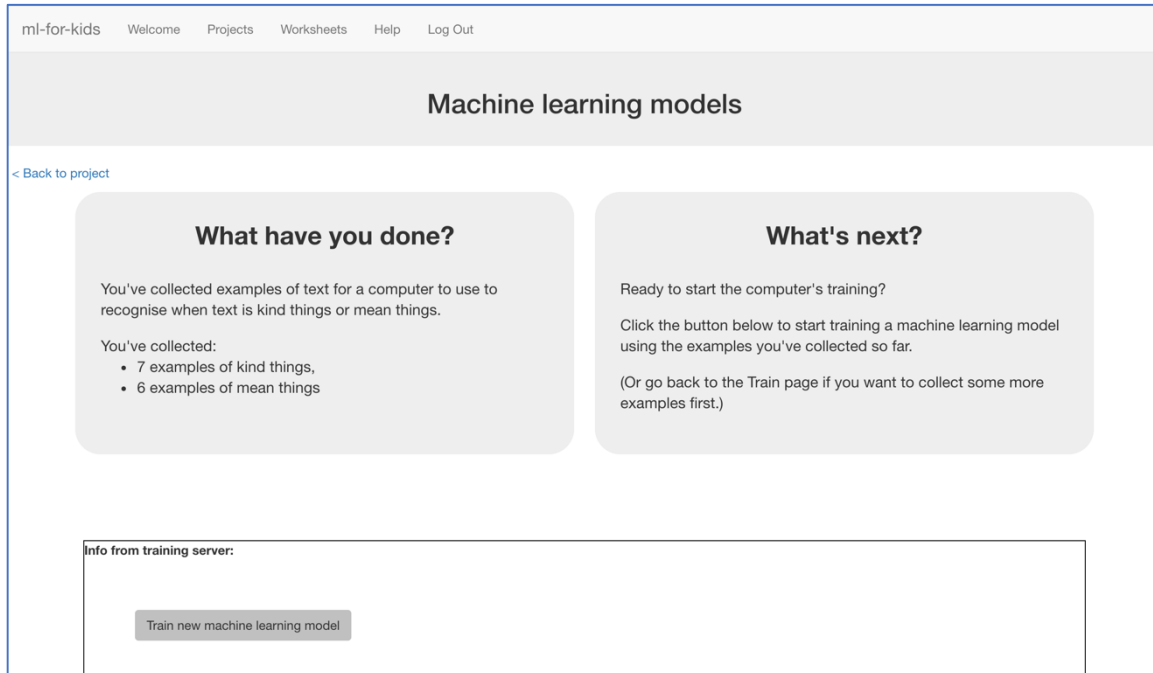 ml-for-kids Welcome Projects Worksheets Help Log Out
Machine learning models
< Back to project
What have you done?
You've collected examples of text for a computer to use to
recognise when text is kind things or mean things.
You've collected:
• 7 examples of kind things,
• 6 examples of mean things
What's next?
Ready to start the computer's training?
Click the button below to start training a machine learning model
using the examples you've collected so far.
(Or go back to the Train page if you want to collect some more
examples first.)
Info from training server:
Train new machine learning model